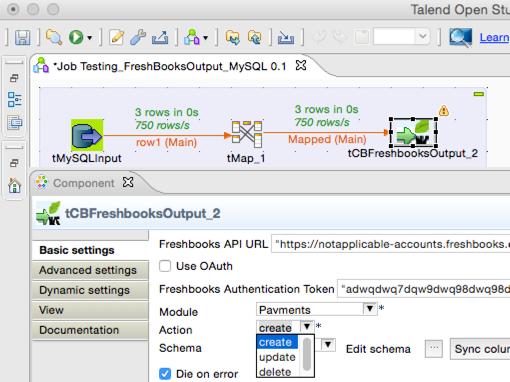 Talend Open Stu
Learn
*Job Testing_FreshBooksOutput_MySQL 0.1
3 rows in 0s
750 rows/s
row1 (Main)
3 rows in 0s
750 rows/s
Mapped (Main)
tMySQLInput
tMap_1
tCBFreshbooksOutput_2
Component
tCBFreshbooksOutput_2
Basic settings
Advanced settings
Dynamic settings
View
Documentation
Freshbooks API URL "https://notapplicable-accounts.freshbooks.
Use OAuth
Freshbooks Authentication Token "adwqdwq7dqw9dwq98dwq98d
Module Payments *
Action create *
create
update
delete
Schema Edit schema ... Sync colum
Die on error